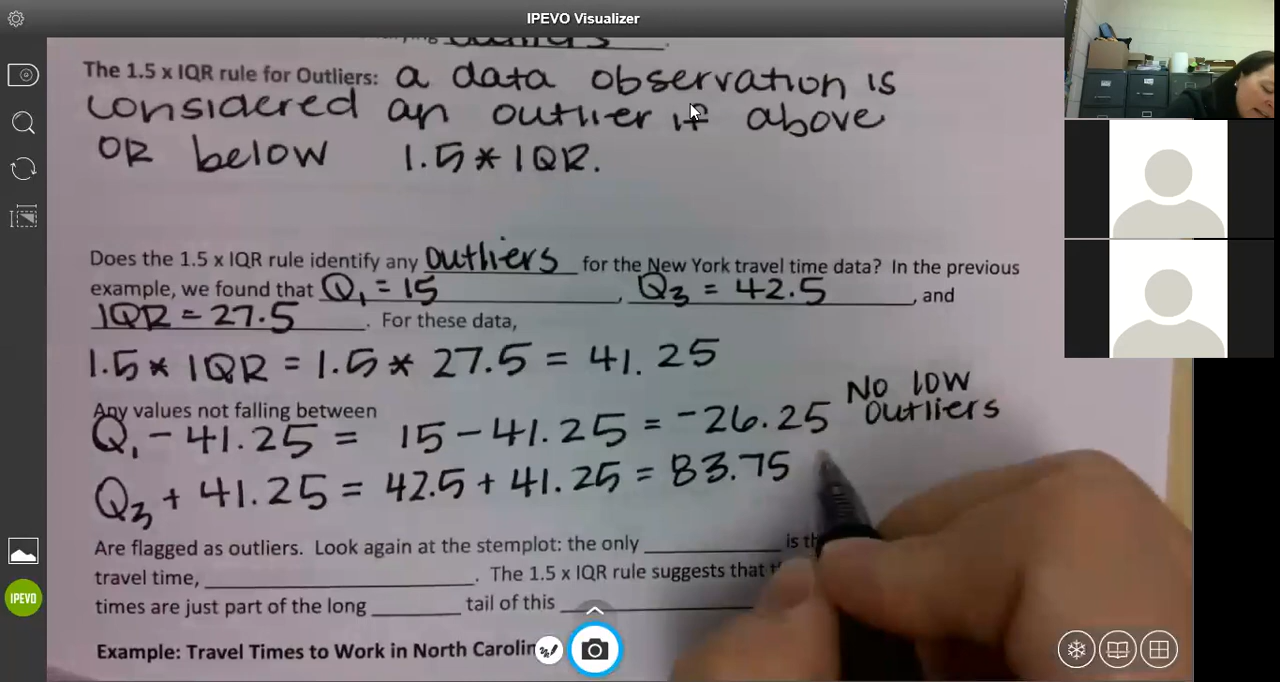 IPEVO Visualizer
The 1.5 x IQR rule for Outliers: a data observation is
considered an outlier if above
OR below 1.5 * IQR.
Does the 1.5 x IQR rule identify any outliers for the New York travel time data? In the previous
example, we found that Q1 = 15, Q3 = 42.5, and
IQR = 27.5. For these data,
1.5 * IQR = 1.5 * 27.5 = 41.25
Any values not falling between
No low
outliers
Q1 - 41.25 = 15 - 41.25 = -26.25
Q3 + 41.25 = 42.5 + 41.25 = 83.75
Are flagged as outliers. Look again at the stemplot: the only ________ is
travel time, ________. The 1.5 x IQR rule suggests that
times are just part of the long ________ tail of this ________
Example: Travel Times to Work in North
IPEVO